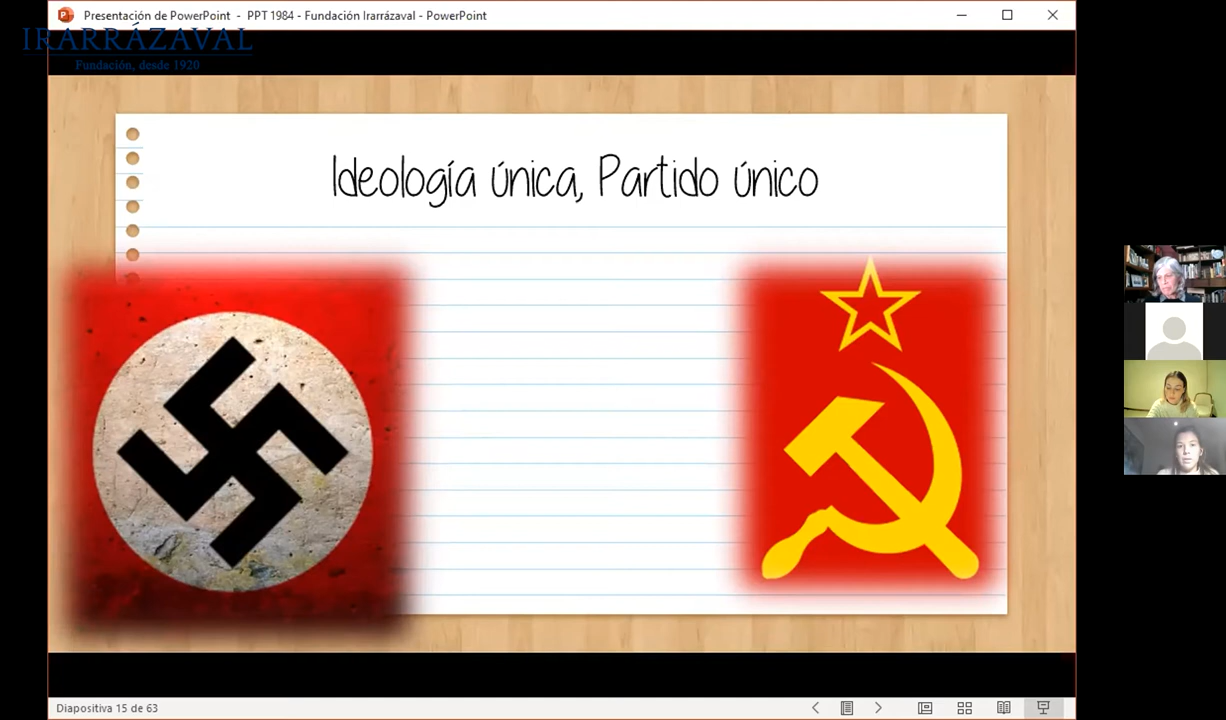 Presentación de PowerPoint - PPT 1984 - Fundación Irarrázaval - PowerPoint
IRARRÁZAVAL
Fundación, desde 1920
Ideología única, Partido único
Diapositiva 15 de 63